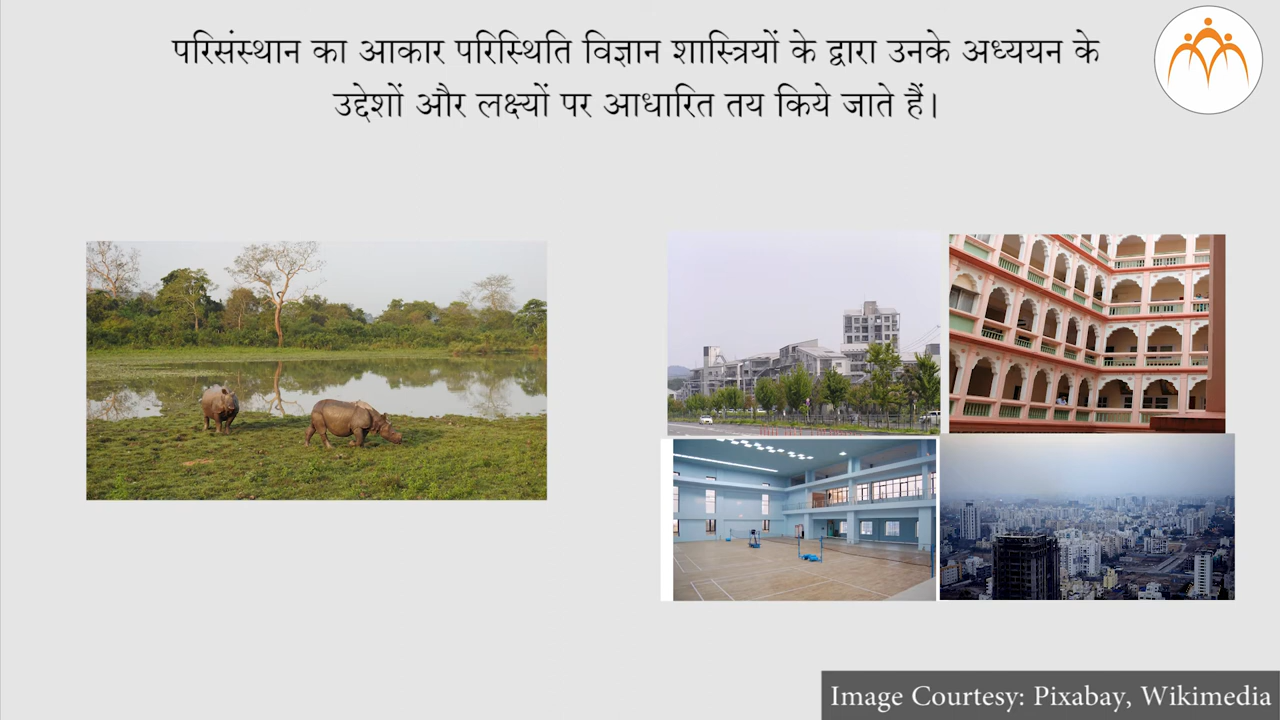 परिसंस्थान का आकार परिस्थिति विज्ञान शास्त्रियों के द्वारा उनके अध्ययन के
उद्देशों और लक्ष्यों पर आधारित तय किये जाते हैं।
Image Courtesy: Pixabay, Wikimedia